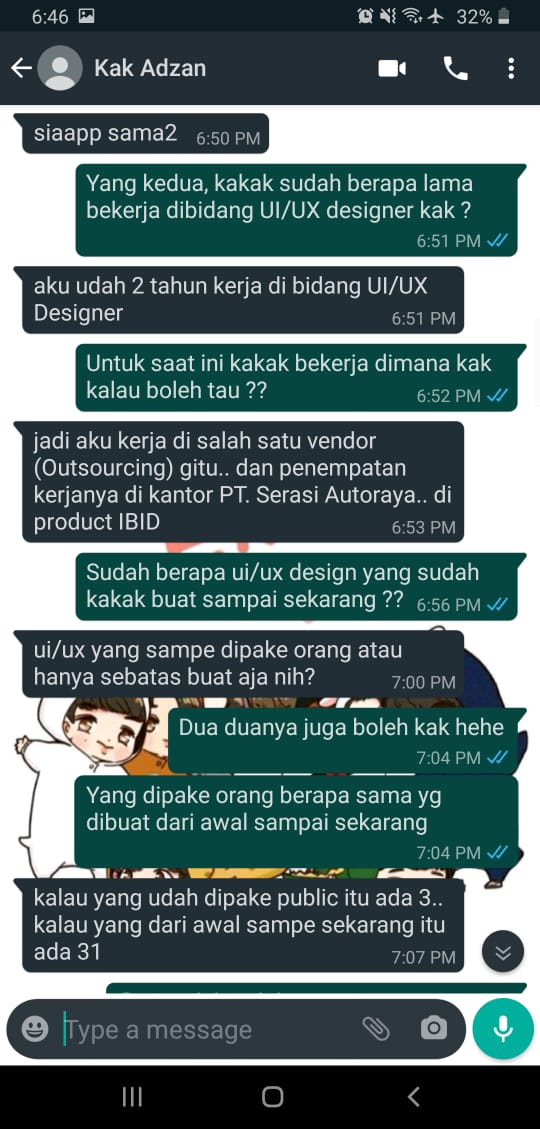 6:46 32%
Kak Adzan
siaapp sama2 6:50 PM
Yang kedua, kakak sudah berapa lama
bekerja dibidang UI/UX designer kak ?
6:51 PM
aku udah 2 tahun kerja di bidang UI/UX
Designer 6:51 PM
Untuk saat ini kakak bekerja dimana kak
kalau boleh tau ?? 6:52 PM
jadi aku kerja di salah satu vendor
(Outsourcing) gitu.. dan penempatan
kerjanya di kantor PT. Serasi Autoraya.. di
product IBID 6:53 PM
Sudah berapa ui/ux design yang sudah
kakak buat sampai sekarang ?? 6:56 PM
ui/ux yang sampe dipake orang atau
hanya sebatas buat aja nih? 7:00 PM
Dua duanya juga boleh kak hehe
7:04 PM
Yang dipake orang berapa sama yg
dibuat dari awal sampai sekarang
7:04 PM
kalau yang udah dipake public itu ada 3..
kalau yang dari awal sampe sekarang itu
ada 31 7:07 PM
Type a message